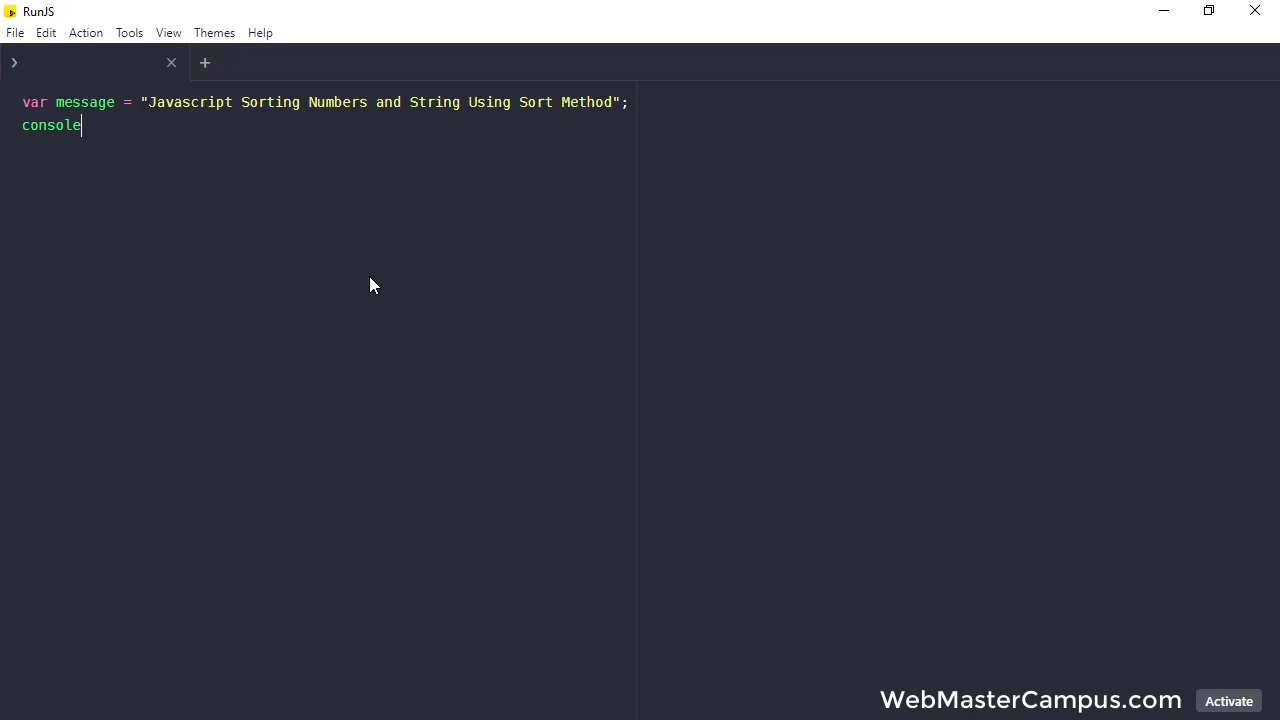 RunJS
File Edit Action Tools View Themes Help
var message = "Javascript Sorting Numbers and String Using Sort Method";
console
WebMasterCampus.com
Activate